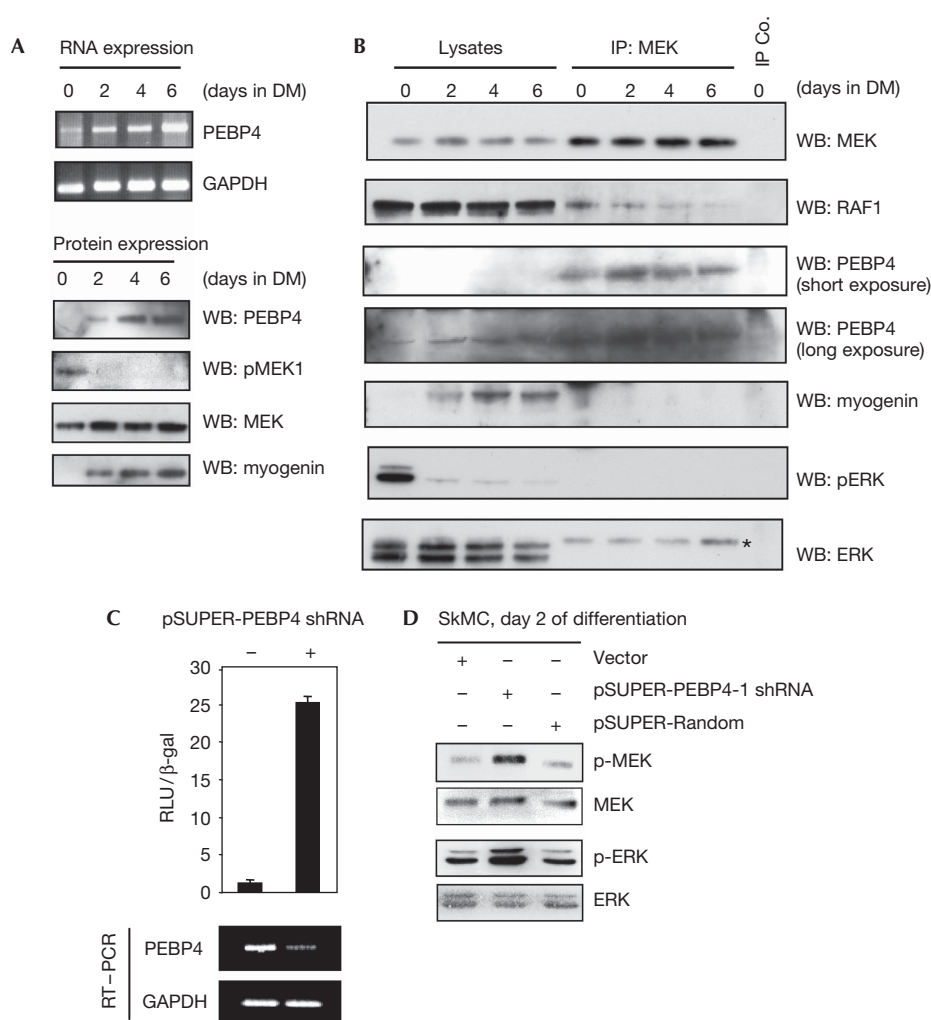 A
RNA expression
0 2 4 6 (days in DM)
PEBP4
GAPDH
Protein expression
0 2 4 6 (days in DM)
WB: PEBP4
WB: pMEK1
WB: MEK
WB: myogenin
B
Lysates IP: MEK IP Co.
0 2 4 6 0 2 4 6 0 (days in DM)
WB: MEK
WB: RAF1
WB: PEBP4
(short exposure)
WB: PEBP4
(long exposure)
WB: myogenin
WB: pERK
*
WB: ERK
C
pSUPER-PEBP4 shRNA
– +
30
25
20
15
10
5
0
RLU/β-gal
RT–PCR
PEBP4
GAPDH
D
SkMC, day 2 of differentiation
+ – – Vector
– + – pSUPER-PEBP4-1 shRNA
– – + pSUPER-Random
p-MEK
MEK
p-ERK
ERK